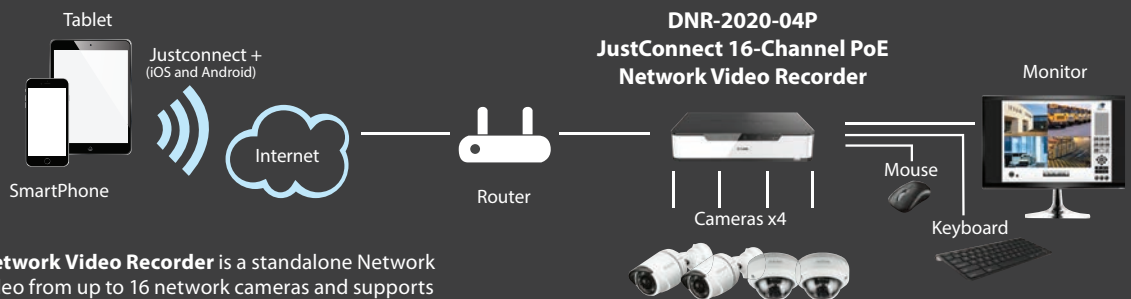 Tablet
Justconnect +
(iOS and Android)
SmartPhone
Internet
Router
DNR-2020-04P
JustConnect 16-Channel PoE
Network Video Recorder
Cameras x4
Mouse
Keyboard
Monitor
etwork Video Recorder is a standalone Network
eo from up to 16 network cameras and supports